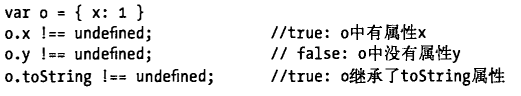 var o = { x: 1 }
o.x !== undefined; //true: o中有属性x
o.y !== undefined; // false: o中没有属性y
o.toString !== undefined; //true: o继承了toString属性